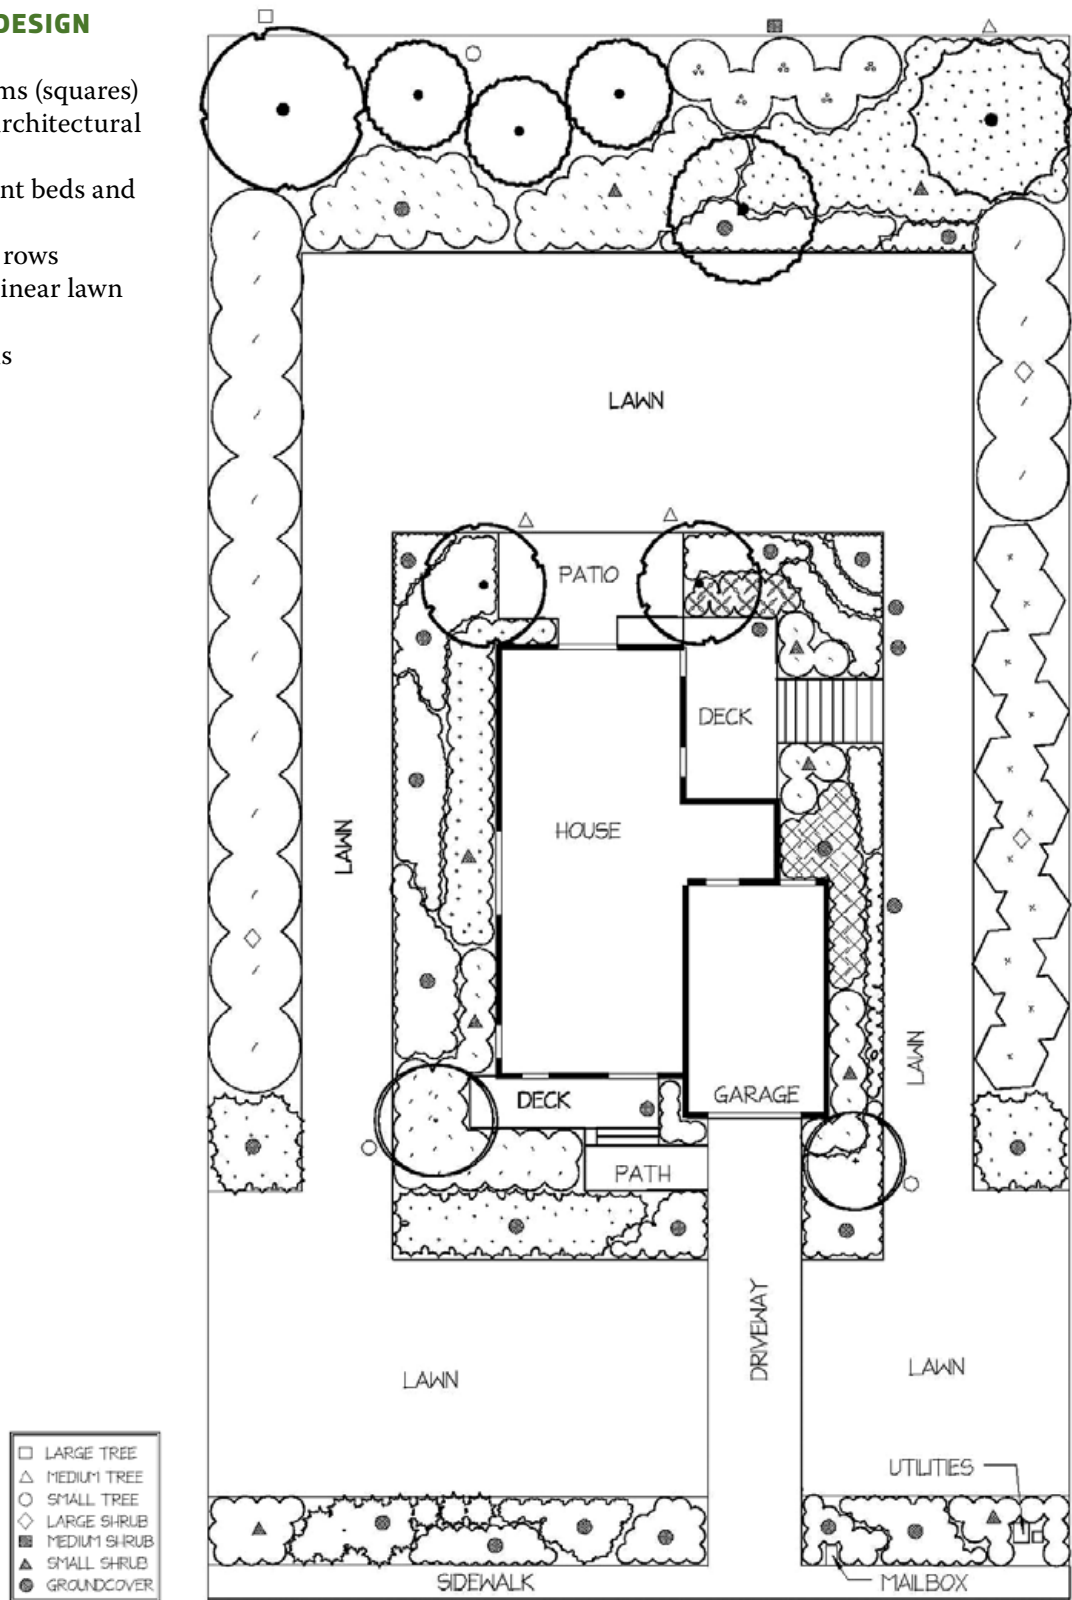 DESIGN
ms (squares)
rchitectural
nt beds and
rows
inear lawn
s
LAWN
PATIO
DECK
HOUSE
LAWN
LAWN
DECK
GARAGE
PATH
DRIVEWAY
LAWN
LAWN
UTILITIES
SIDEWALK
MAILBOX
LARGE TREE
MEDIUM TREE
SMALL TREE
LARGE SHRUB
MEDIUM SHRUB
SMALL SHRUB
GROUNDCOVER